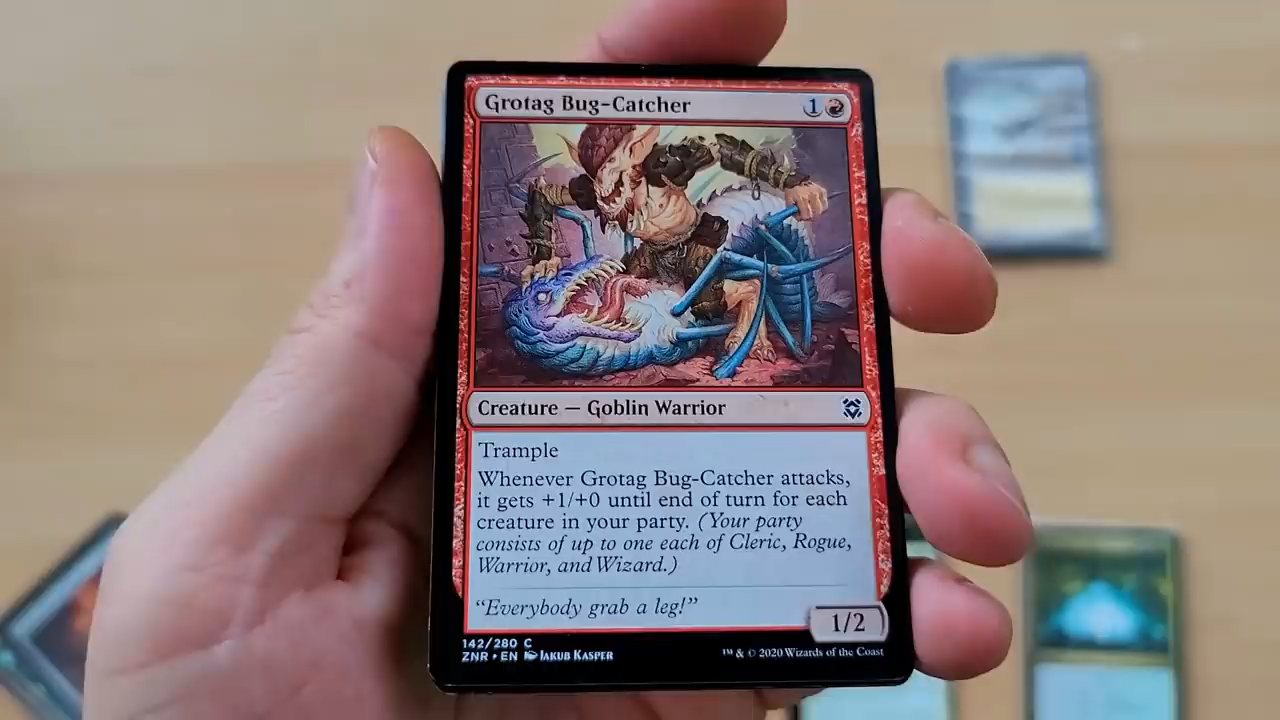 Grotag Bug-Catcher 1
Creature — Goblin Warrior
Trample
Whenever Grotag Bug-Catcher attacks,
it gets +1/+0 until end of turn for each
creature in your party. (Your party
consists of up to one each of Cleric, Rogue,
Warrior, and Wizard.)
“Everybody grab a leg!”
1/2
142/280 C
ZNR • EN Jakub Kasper
™ & © 2020 Wizards of the Coast